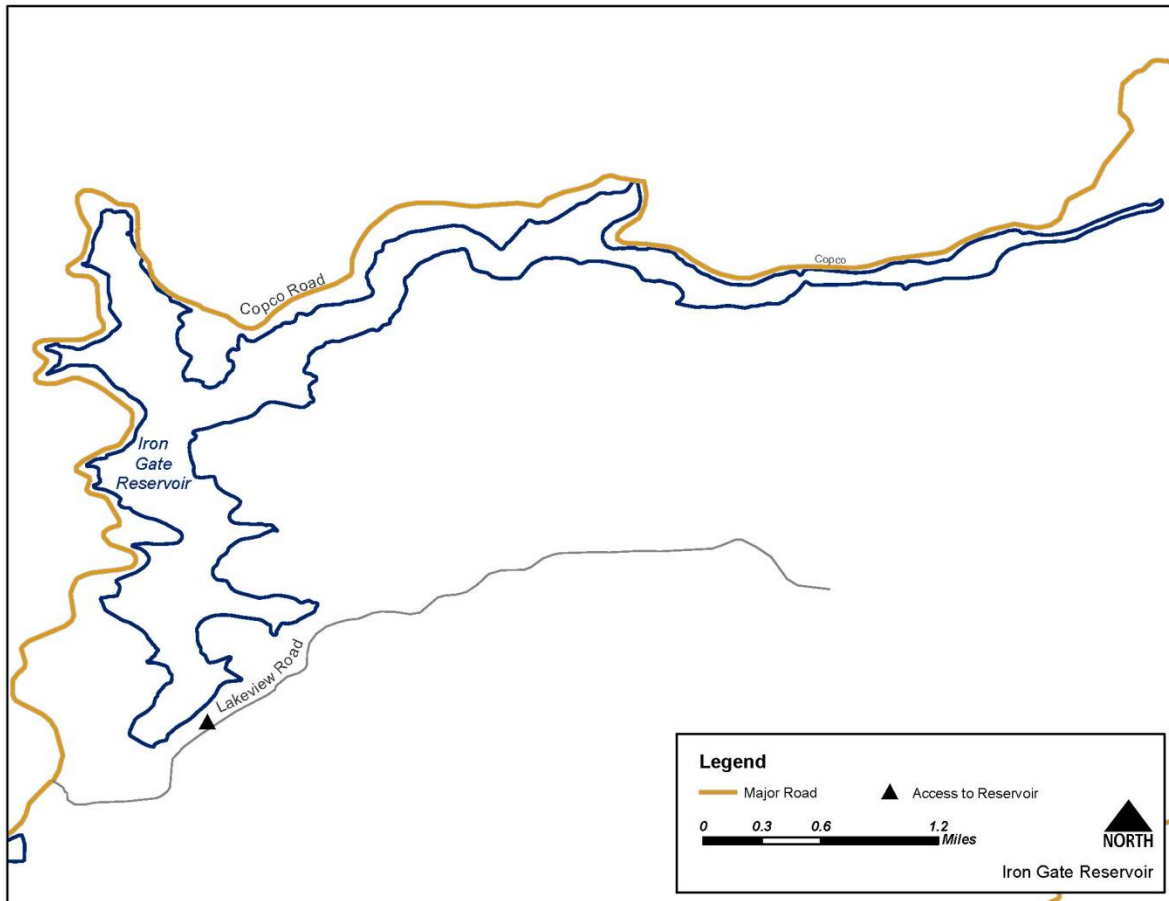 Copco Road
Copco
Iron
Gate
Reservoir
Lakeview Road
Legend
Major Road
Access to Reservoir
0 0.3 0.6 1.2
Miles
NORTH
Iron Gate Reservoir